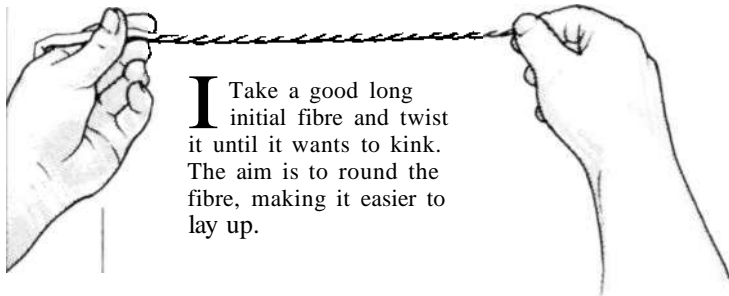 I Take a good long
initial fibre and twist
it until it wants to kink.
The aim is to round the
fibre, making it easier to
lay up.